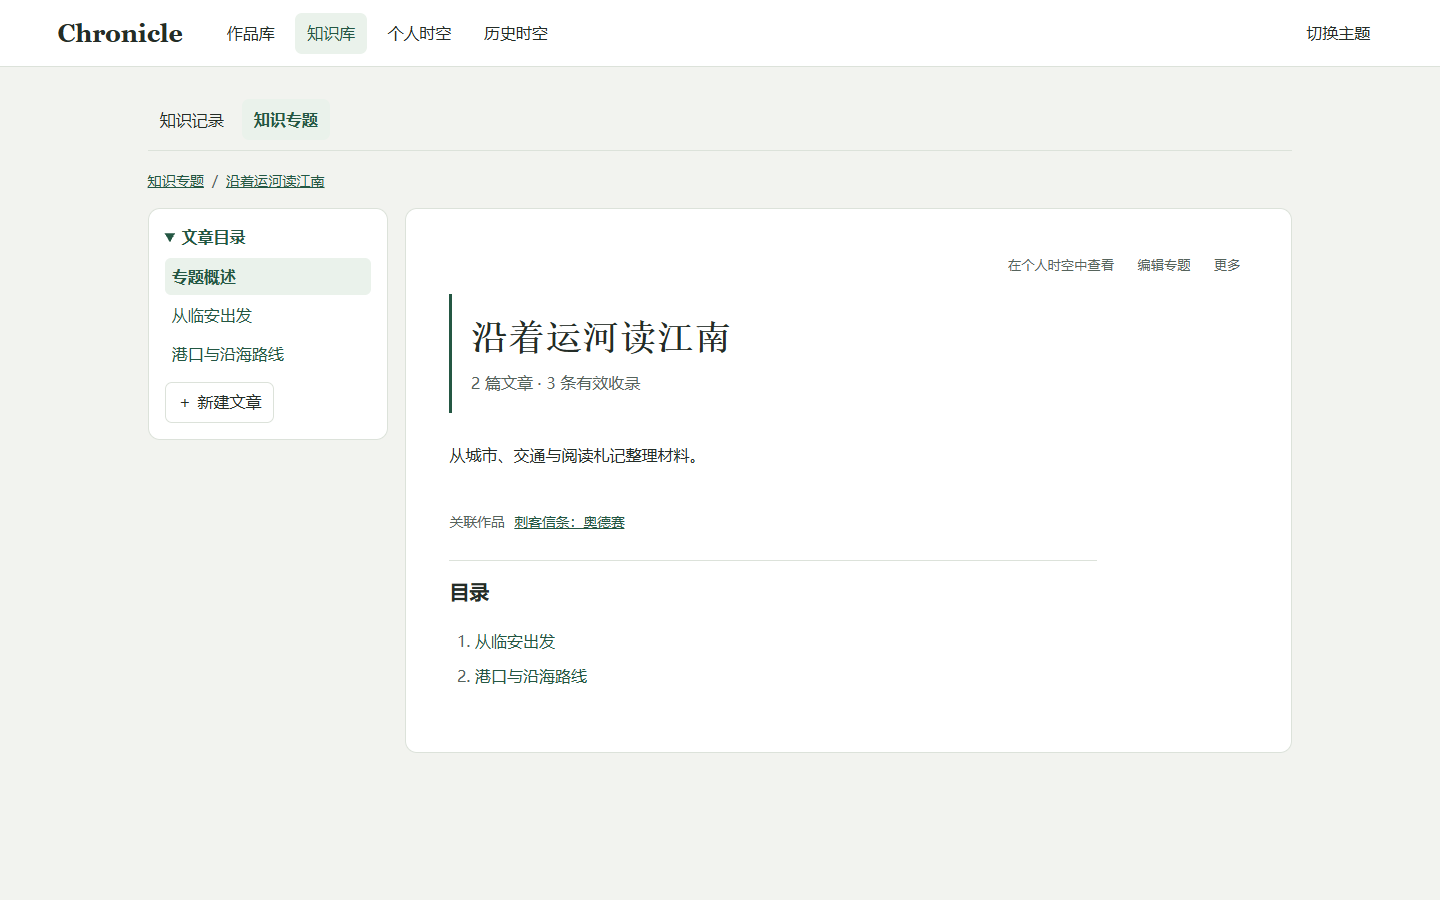 Chronicle 作品库 知识库 个人时空 历史时空 切换主题
知识记录 知识专题
知识专题 / 沿着运河读江南
▼ 文章目录
专题概述
从临安出发
港口与沿海路线
+ 新建文章
在个人时空中查看 编辑专题 更多
沿着运河读江南
2 篇文章 · 3 条有效收录
从城市、交通与阅读札记整理材料。
关联作品 刺客信条：奥德赛
目录
1. 从临安出发
2. 港口与沿海路线